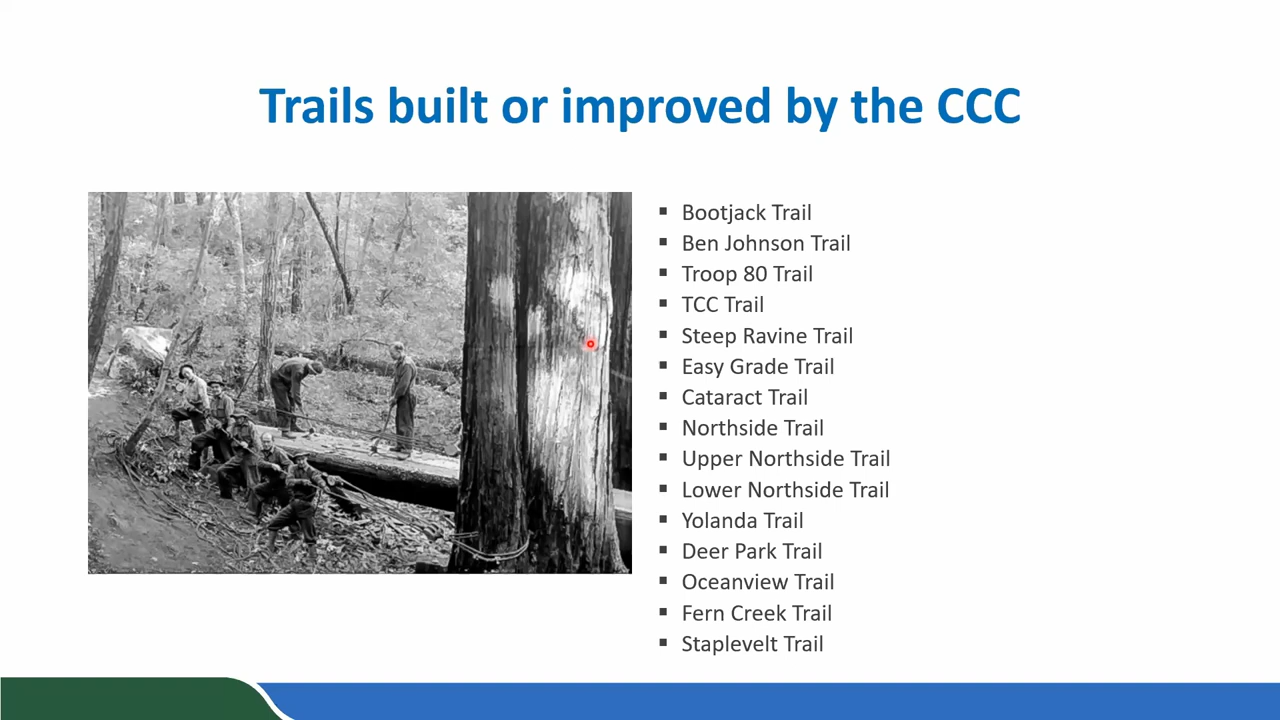 Trails built or improved by the CCC
▪ Bootjack Trail
▪ Ben Johnson Trail
▪ Troop 80 Trail
▪ TCC Trail
▪ Steep Ravine Trail
▪ Easy Grade Trail
▪ Cataract Trail
▪ Northside Trail
▪ Upper Northside Trail
▪ Lower Northside Trail
▪ Yolanda Trail
▪ Deer Park Trail
▪ Oceanview Trail
▪ Fern Creek Trail
▪ Staplevelt Trail